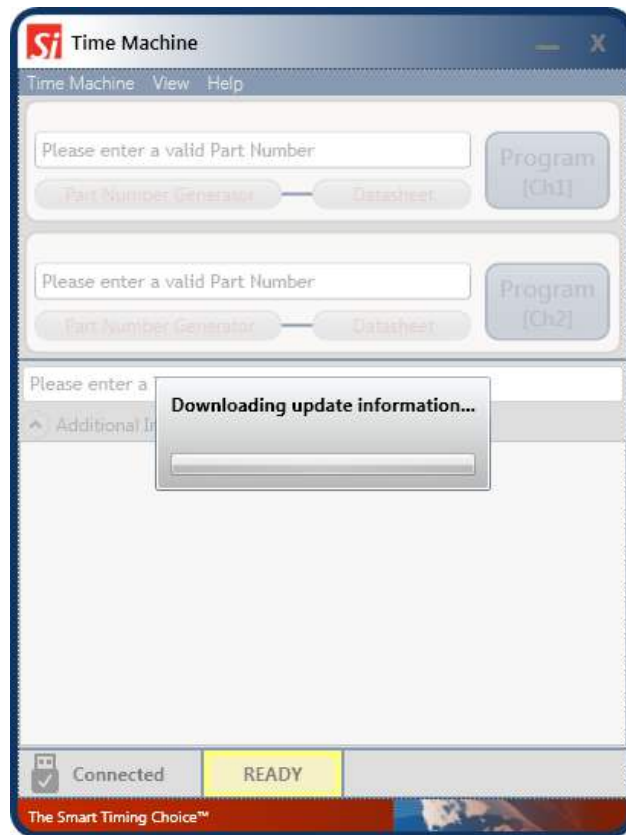 Si Time Machine
X
Time Machine View Help
Please enter a valid Part Number
Program
[Ch1]
Part Number Generator
Datasheet
Please enter a valid Part Number
Program
[Ch2]
Part Number Generator
Datasheet
Please enter a
Additional
Downloading update information...
Connected
READY
The Smart Timing Choice™